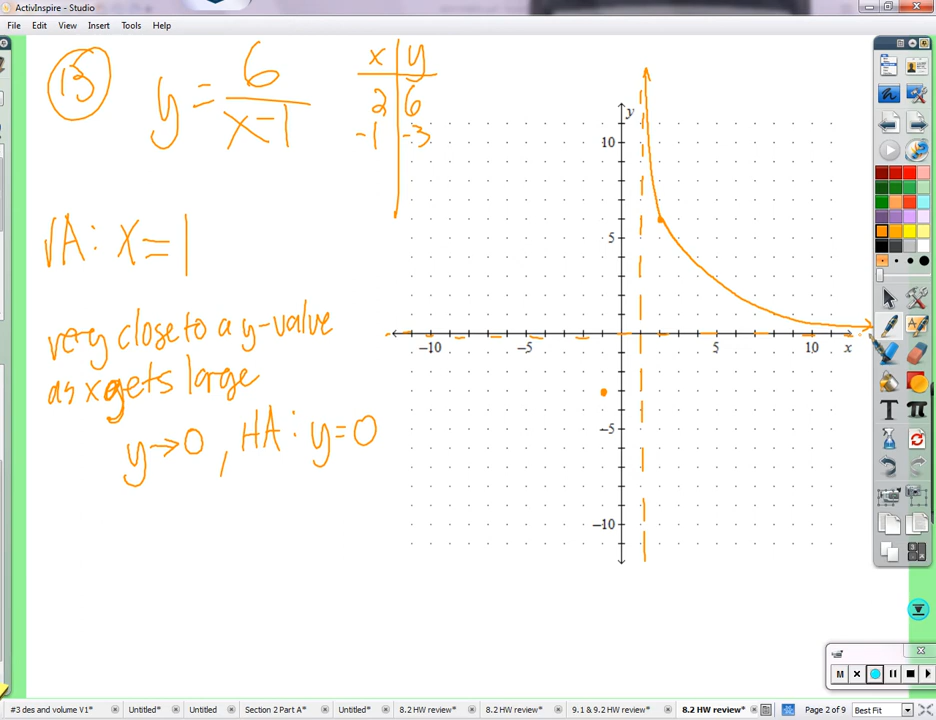 ActivInspire - Studio
File Edit View Insert Tools Help
13
y = 6/(x-1)
x y
2 6
-1 -3
VA: x = 1
very close to a y-value
as x gets large
y→0, HA: y=0
y
10
5
-10 -5 5 10 x
-5
-10
T
M
#3 des and volume V1* Untitled* Untitled Section 2 Part A* Untitled* 8.2 HW review* 8.2 HW review* 9.1 & 9.2 HW review* 8.2 HW review* Page 2 of 9 Best Fit